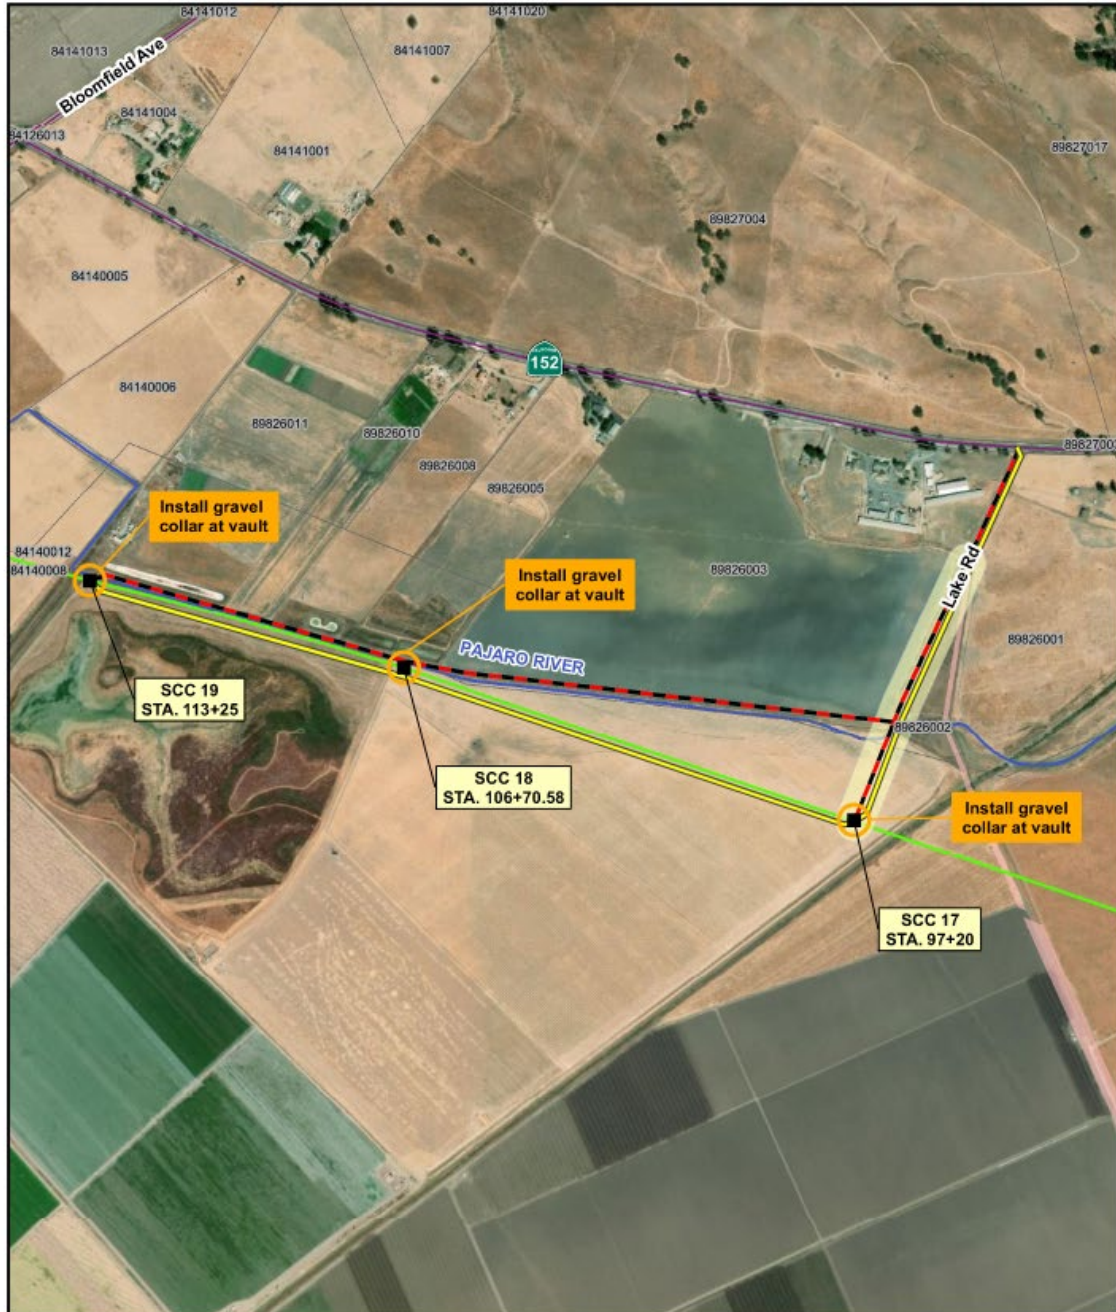 84141012
84141020
84141013
84141007
Bloomfield Ave
84141004
84126013
84141001
89827017
89827004
84140005
152
84140006
89826011
89826010
89826008
89826005
Install gravel
collar at vault
84140012
84140008
Install gravel
collar at vault
89826003
Lake Rd
89826001
PAJARO RIVER
SCC 19
STA. 113+25
89826002
SCC 18
STA. 106+70.58
Install gravel
collar at vault
SCC 17
STA. 97+20